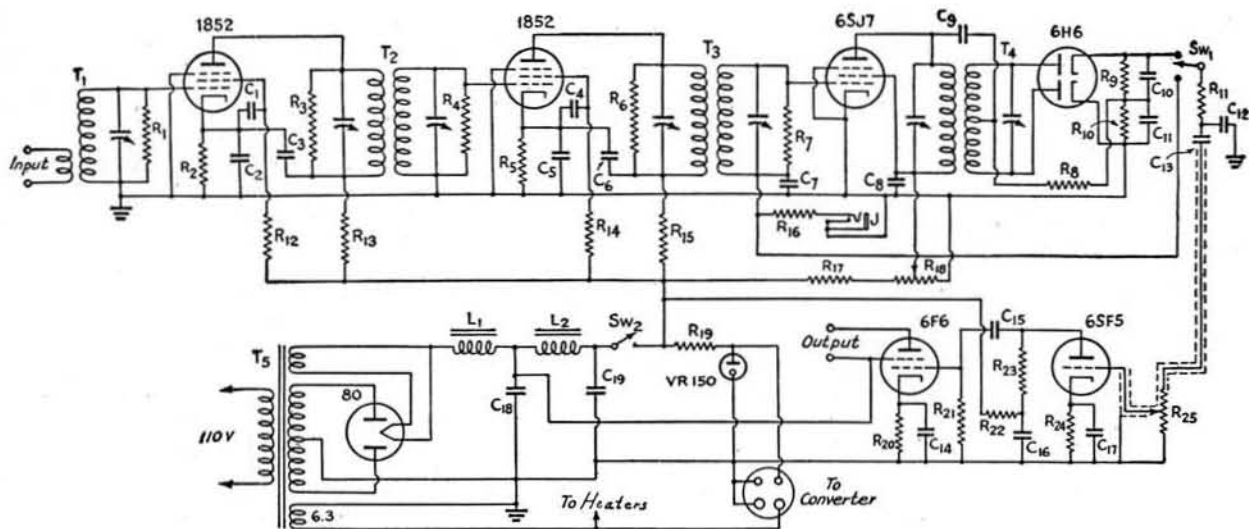 1852
1852
6SJ7
C9
6H6
T1
T2
T3
T4
Sw1
R1
C1
R3
R4
C4
R6
R7
R9
C10
R11
C12
Input
R2
C2
C3
R5
C5
C6
C7
C8
R10
C11
C13
R8
R12
R13
R14
R15
R16
J
R17
R18
L1
L2
Sw2
R19
6F6
C15
6SF5
Output
T5
80
C18
C19
VR 150
R23
R21
R22
R25
110V
R20
C14
C16
R24
C17
6.3
To Heaters
To
Converter